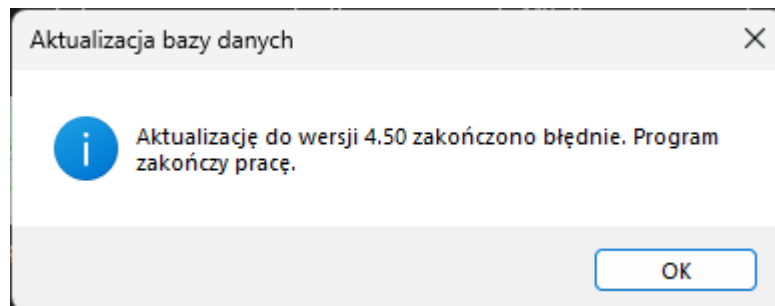 Aktualizacja bazy danych
Aktualizację do wersji 4.50 zakończono błędnie. Program
zakończy pracę.
OK